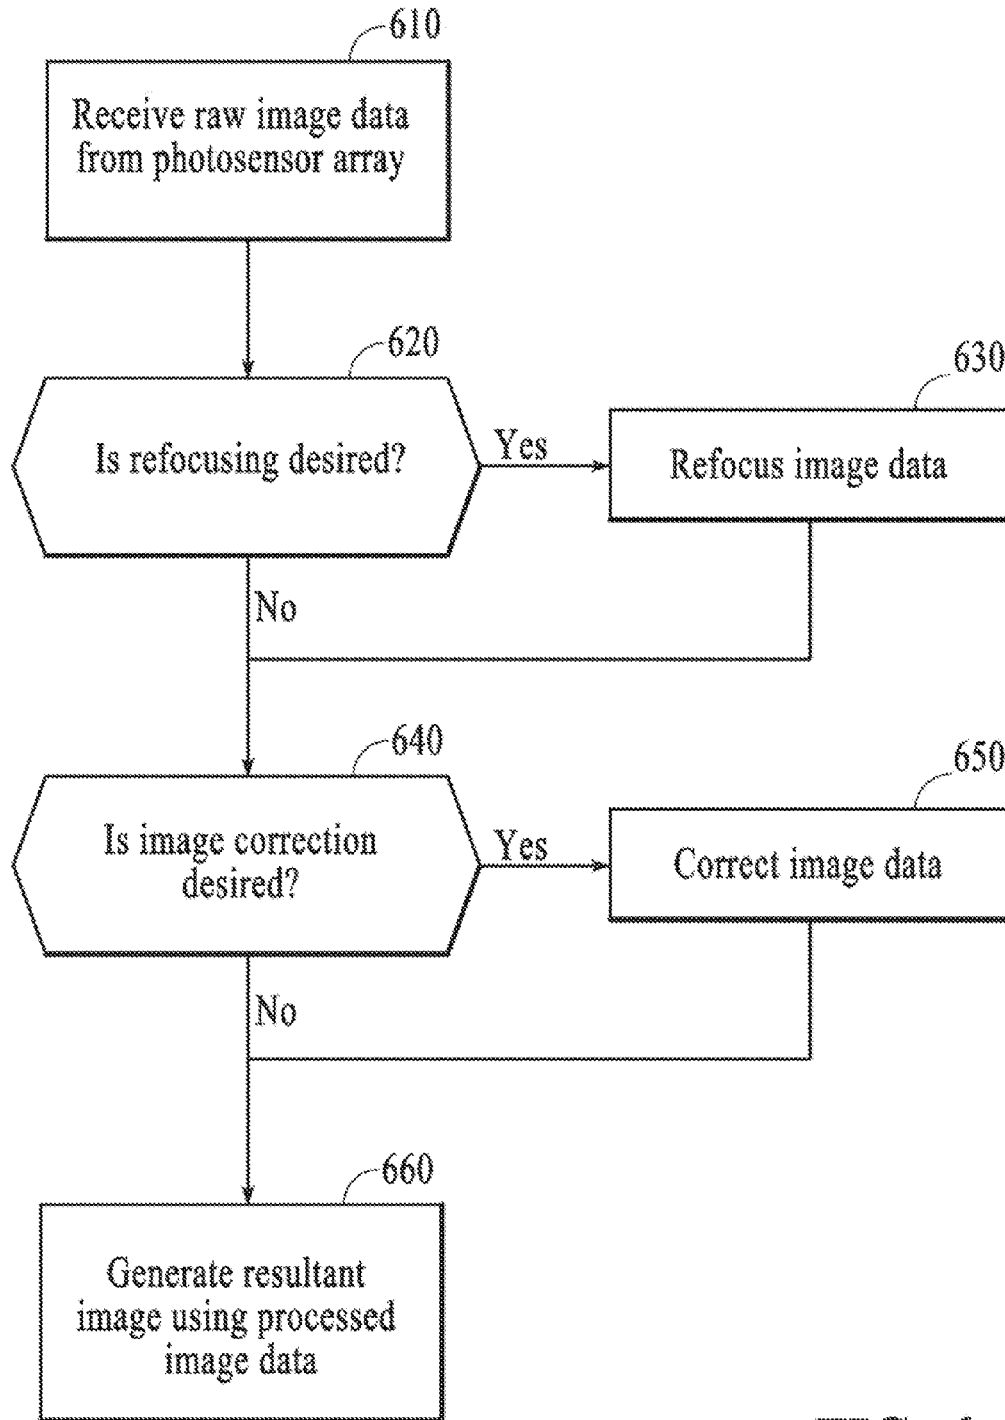 610
Receive raw image data
from photosensor array
620
Is refocusing desired?
Yes
630
Refocus image data
No
640
Is image correction
desired?
Yes
650
Correct image data
No
660
Generate resultant
image using processed
image data